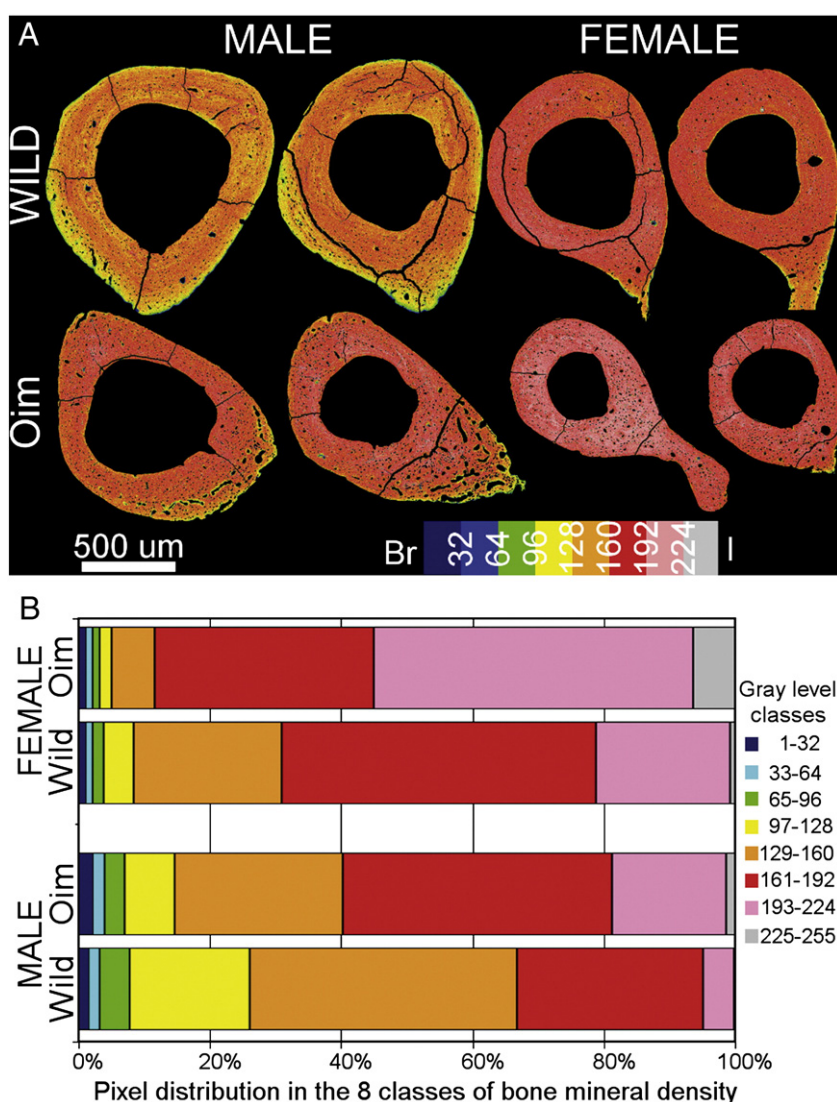 A
MALE FEMALE
WILD
Oim
500 um
Br 32 64 96 128 160 192 224 I
B
FEMALE
Oim
Wild
MALE
Oim
Wild
Gray level
classes
1-32
33-64
65-96
97-128
129-160
161-192
193-224
225-255
0% 20% 40% 60% 80% 100%
Pixel distribution in the 8 classes of bone mineral density